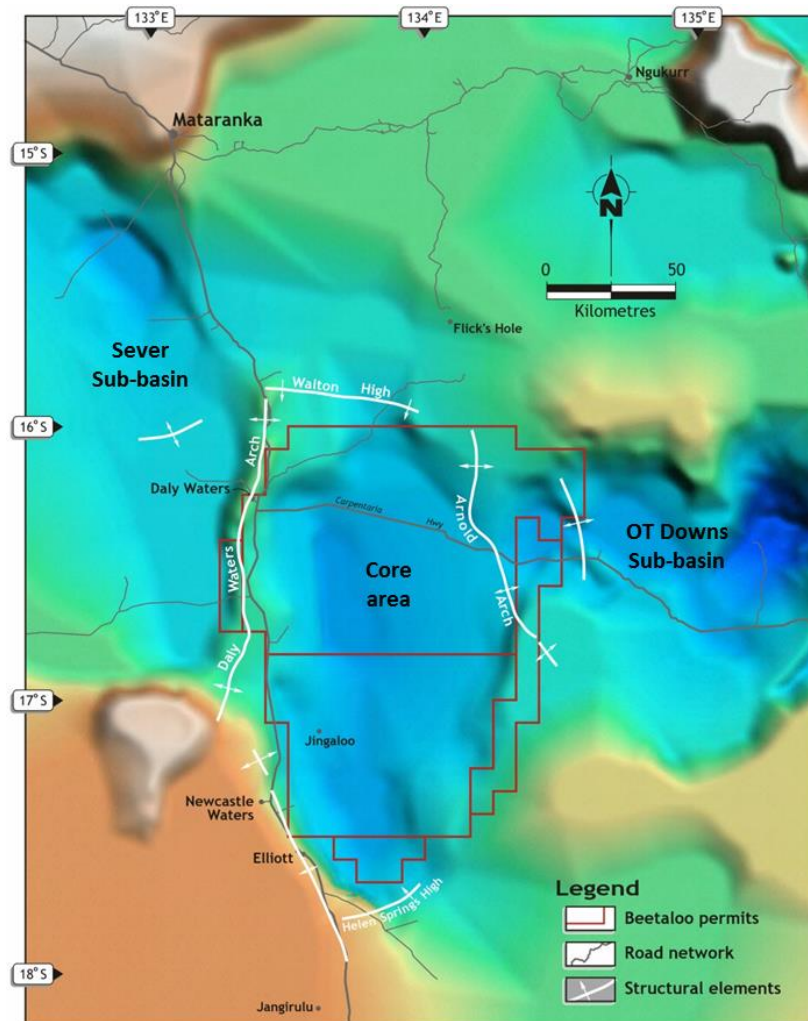 133°E
134°E
135°E
Ngukurr
Mataranka
15°S
N
0 50
Kilometres
Flick's Hole
Sever
Sub-basin
Walton High
16°S
Arch
Daly Waters
Carpentaria Hwy
Arnold
OT Downs
Sub-basin
Waters
Core
area
Arch
Daly
17°S
Jingaloo
Newcastle
Waters
Elliott
Helen Springs High
Legend
Beetaloo permits
Road network
Structural elements
18°S
Jangirulu